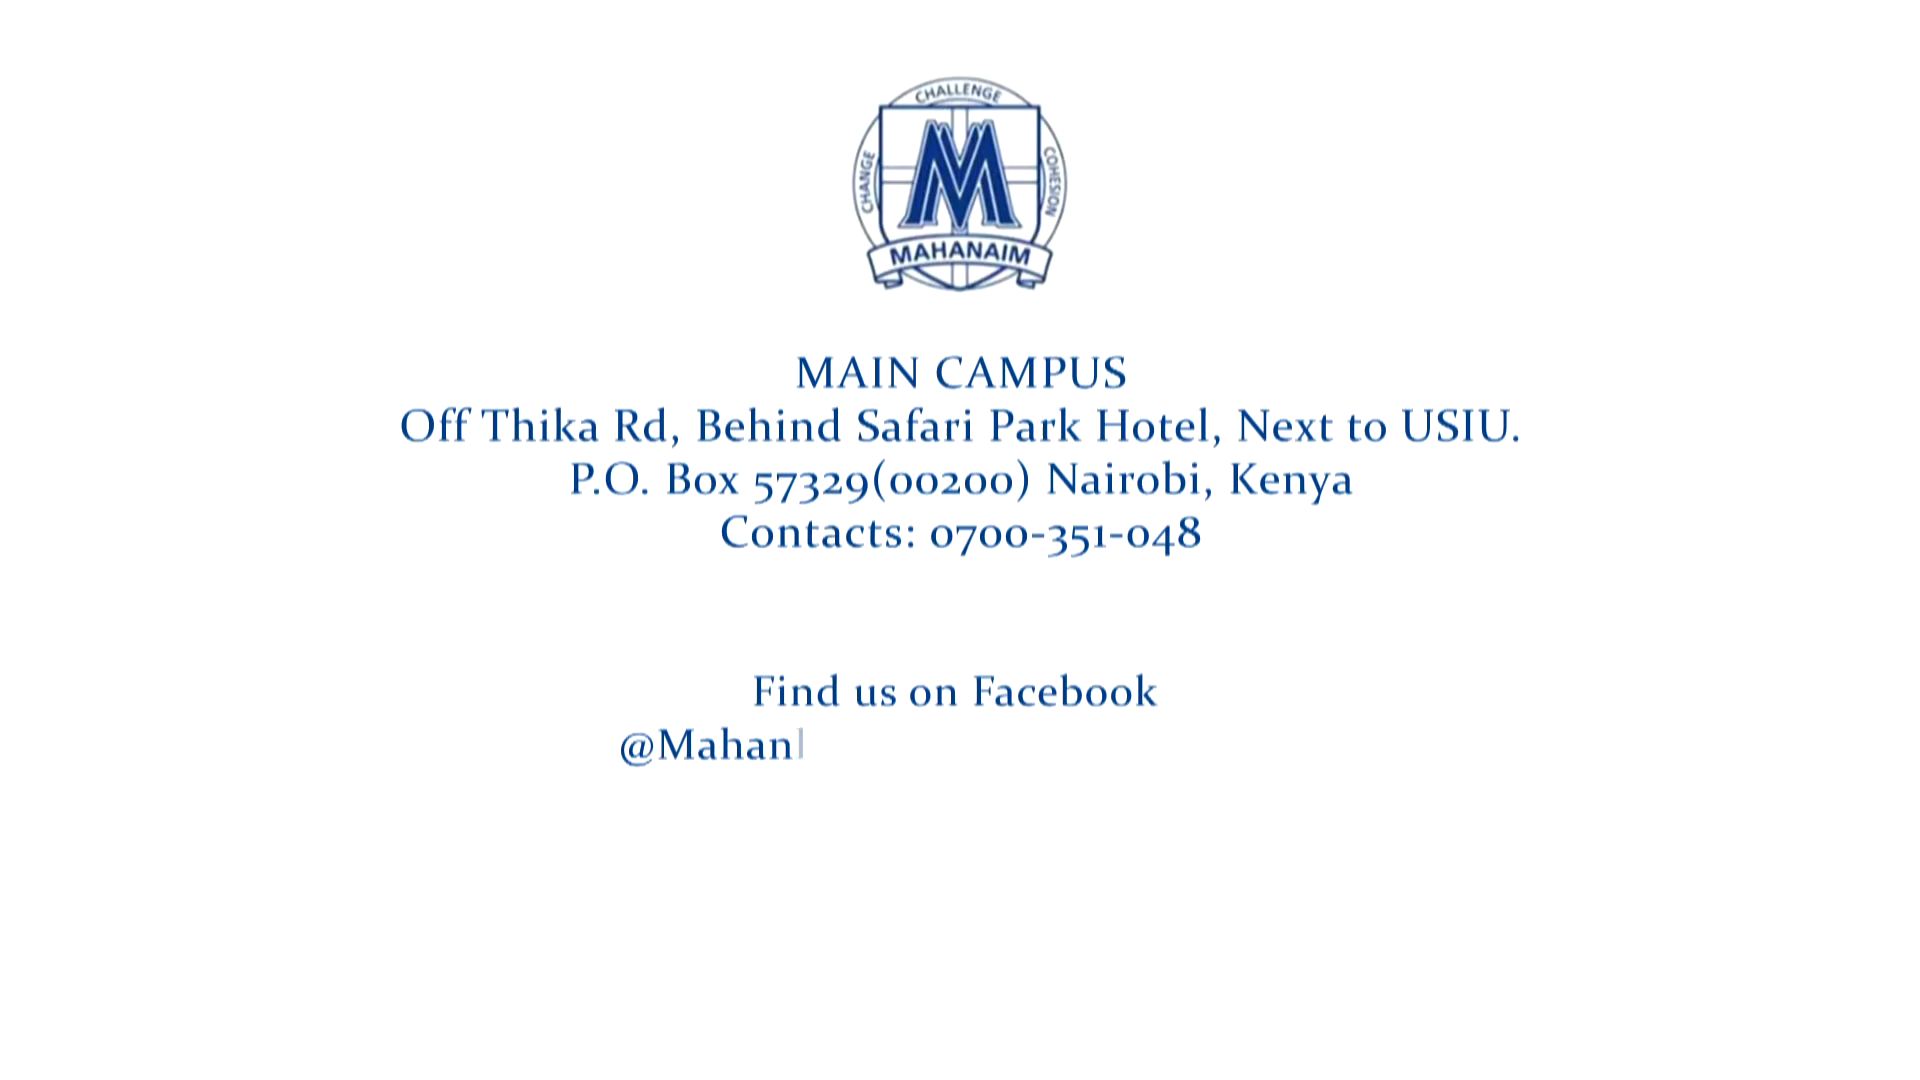 CHALLENGE
CHANGE
COHESION
M
MAHANAIM
MAIN CAMPUS
Off Thika Rd, Behind Safari Park Hotel, Next to USIU.
P.O. Box 57329(00200) Nairobi, Kenya
Contacts: 0700-351-048
Find us on Facebook
@Mahan